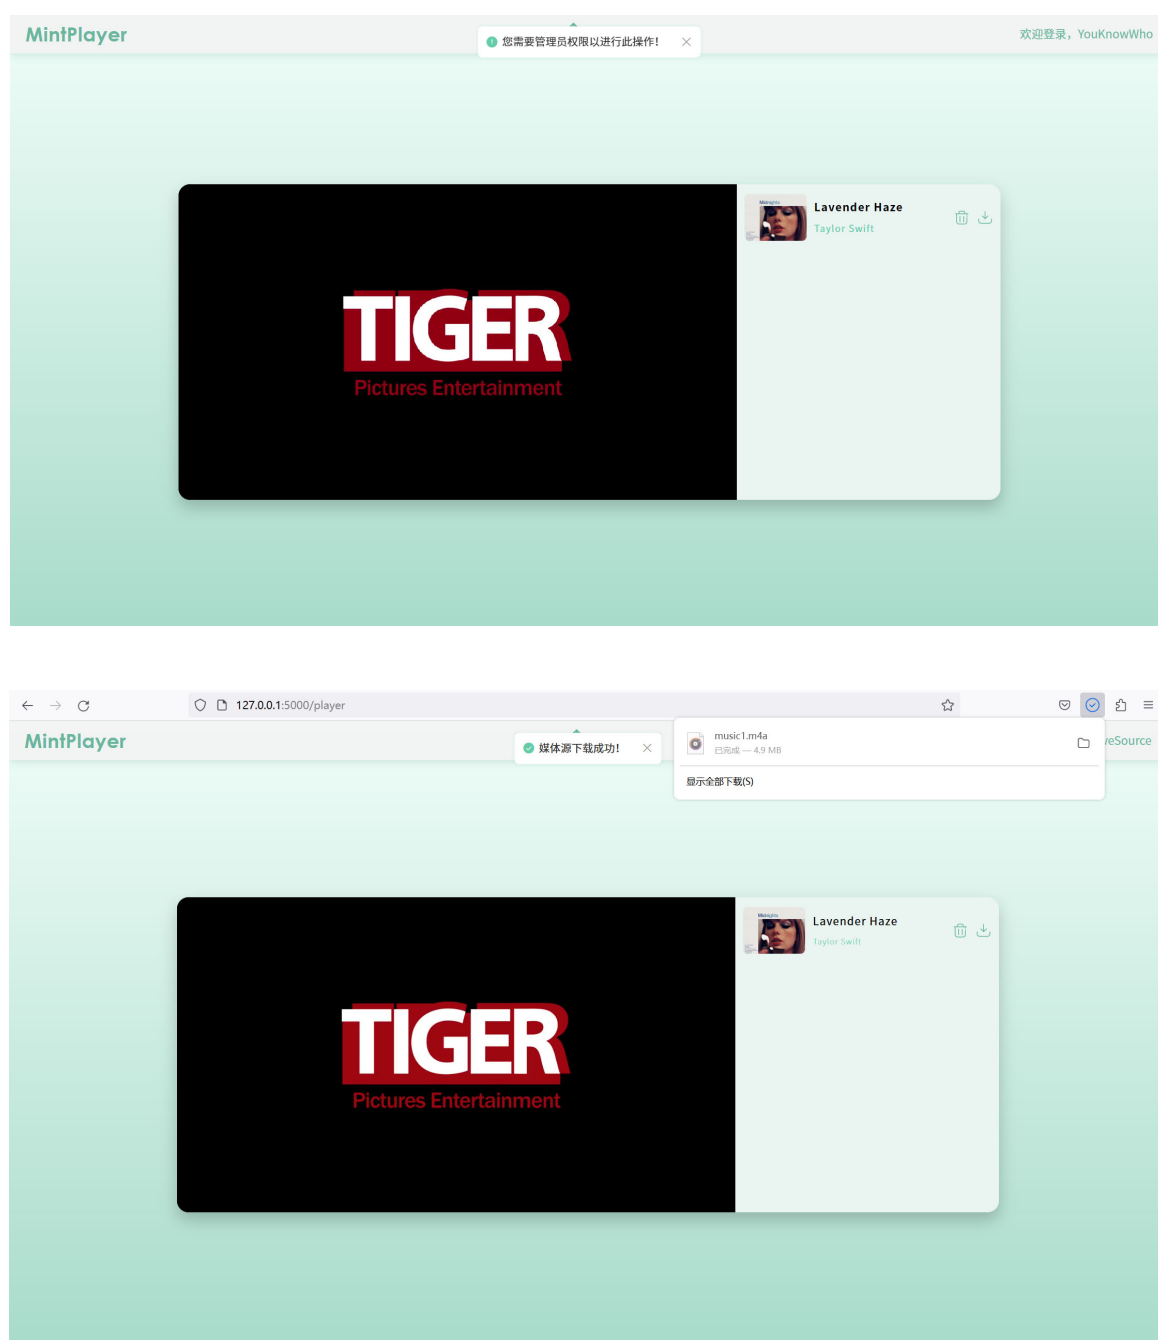 MintPlayer
您需要管理员权限以进行此操作！
欢迎登录，YouKnowWho
Lavender Haze
Taylor Swift
TIGER
Pictures Entertainment
127.0.0.1:5000/player
MintPlayer
媒体源下载成功！
music1.m4a
已完成 — 4.9 MB
显示全部下载(S)
veSource
Midnights
Lavender Haze
Taylor Swift
TIGER
Pictures Entertainment